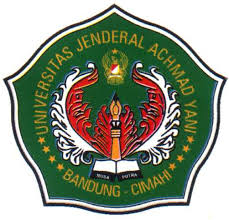 UNIVERSITAS JENDERAL ACHMAD YANI
BANDUNG - CIMAHI